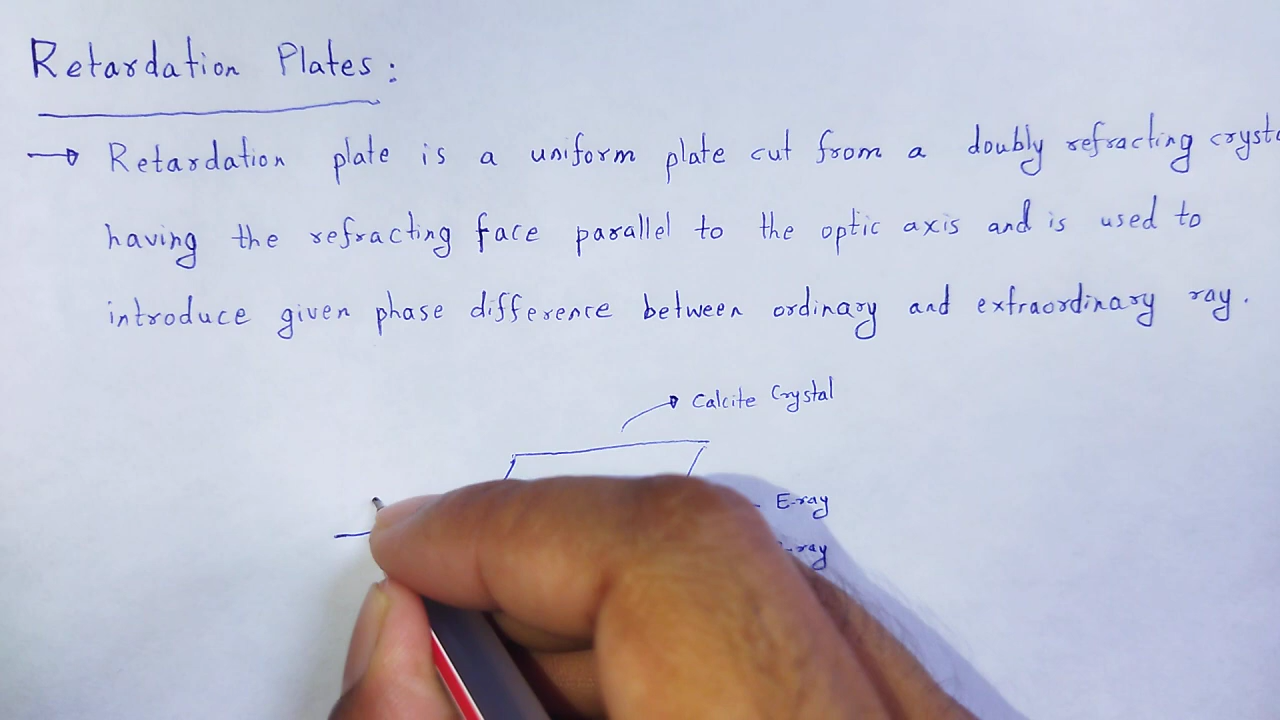 Retardation Plates:
→ Retardation plate is a uniform plate cut from a doubly refracting
having the refracting face parallel to the optic axis and is used to
introduce given phase difference between ordinary and extraordinary ray.
Calcite Crystal
E-ray
-ray